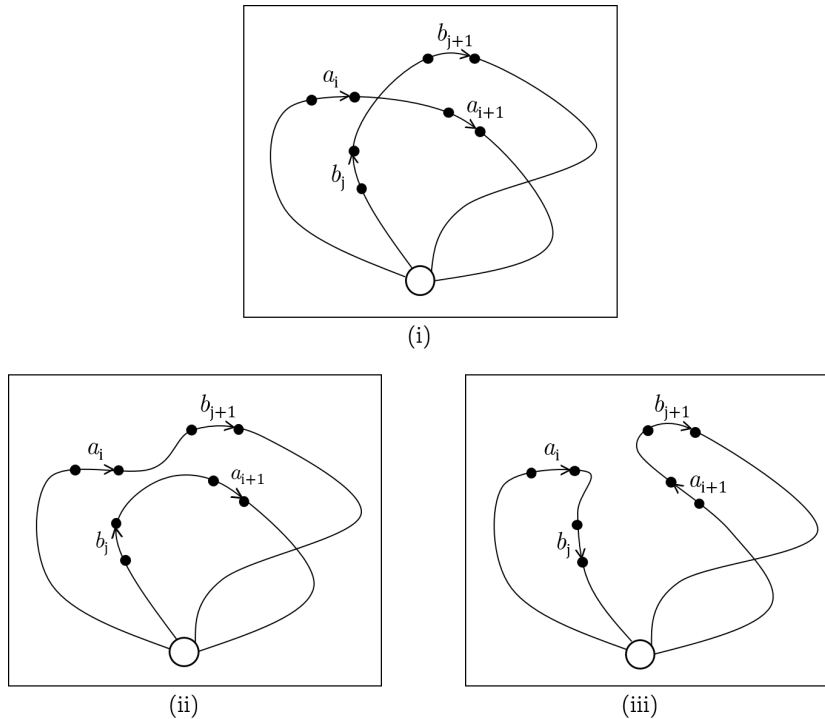 b_{j+1}
a_i
a_{i+1}
b_j
(i)
b_{j+1}
a_i
a_{i+1}
b_j
(ii)
b_{j+1}
a_i
a_{i+1}
b_j
(iii)